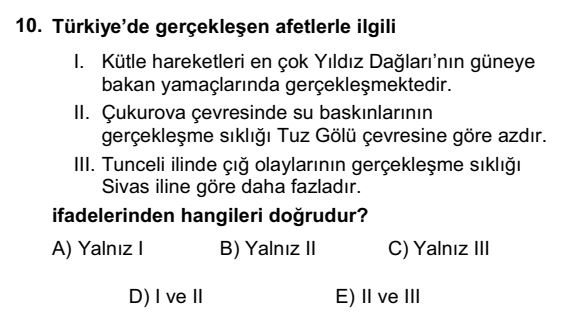 10. Türkiye’de gerçekleşen afetlerle ilgili
I. Kütle hareketleri en çok Yıldız Dağları’nın güneye
bakan yamaçlarında gerçekleşmektedir.
II. Çukurova çevresinde su baskınlarının
gerçekleşme sıklığı Tuz Gölü çevresine göre azdır.
III. Tunceli ilinde çığ olaylarının gerçekleşme sıklığı
Sivas iline göre daha fazladır.
ifadelerinden hangileri doğrudur?
A) Yalnız I B) Yalnız II C) Yalnız III
D) I ve II E) II ve III